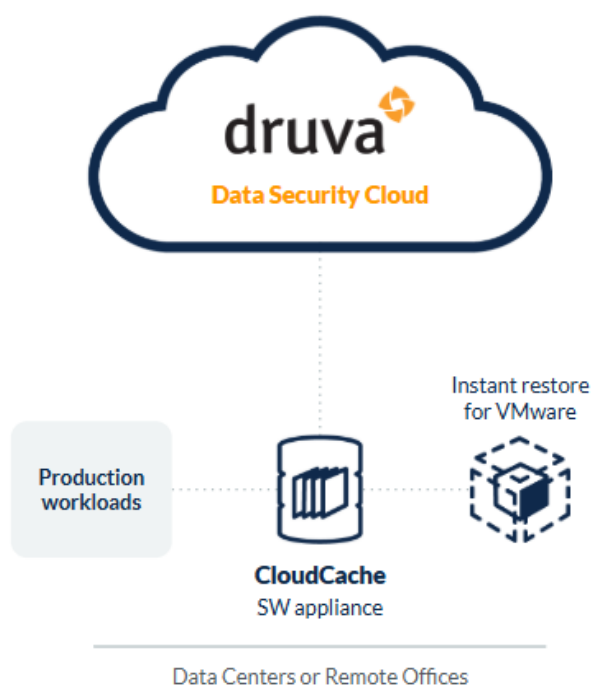 druva
Data Security Cloud
Instant restore
for VMware
Production
workloads
CloudCache
SW appliance
Data Centers or Remote Offices